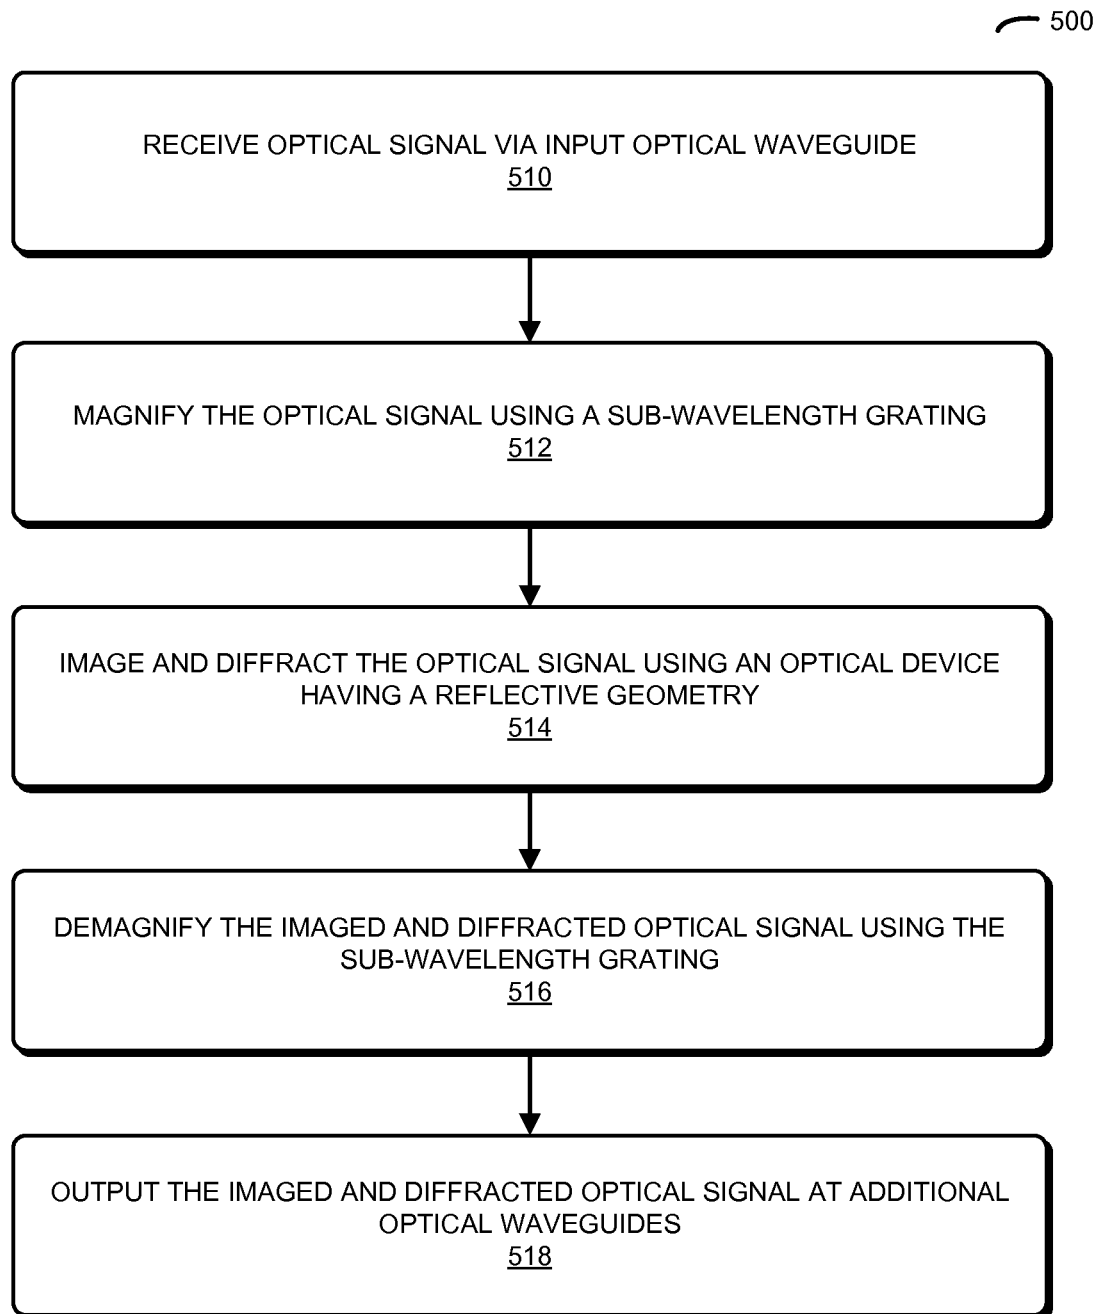 500
RECEIVE OPTICAL SIGNAL VIA INPUT OPTICAL WAVEGUIDE
510
MAGNIFY THE OPTICAL SIGNAL USING A SUB-WAVELENGTH GRATING
512
IMAGE AND DIFFRACT THE OPTICAL SIGNAL USING AN OPTICAL DEVICE
HAVING A REFLECTIVE GEOMETRY
514
DEMAGNIFY THE IMAGED AND DIFFRACTED OPTICAL SIGNAL USING THE
SUB-WAVELENGTH GRATING
516
OUTPUT THE IMAGED AND DIFFRACTED OPTICAL SIGNAL AT ADDITIONAL
OPTICAL WAVEGUIDES
518